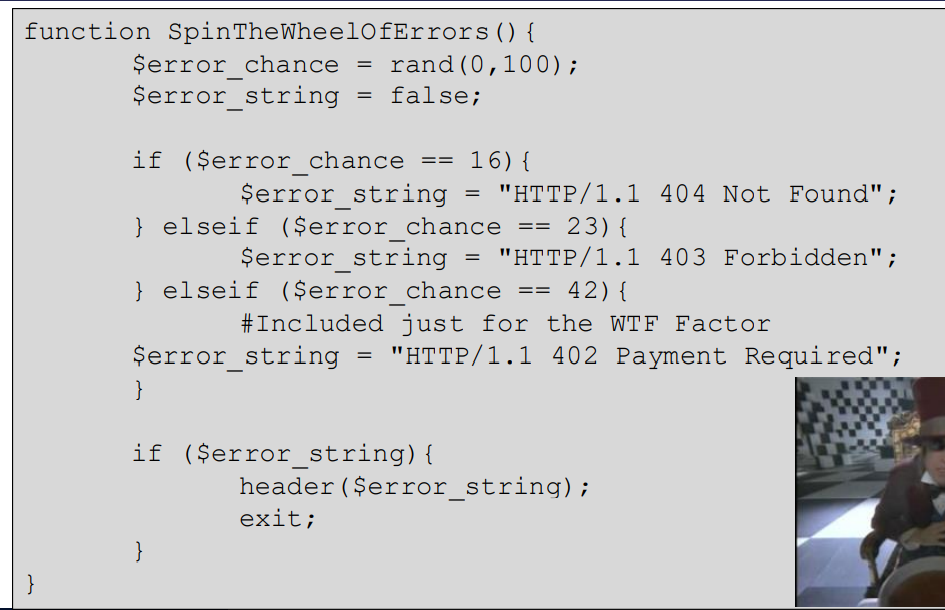 function SpinTheWheelOfErrors(){
$error_chance = rand(0,100);
$error_string = false;
if ($error_chance == 16){
$error_string = "HTTP/1.1 404 Not Found";
} elseif ($error_chance == 23){
$error_string = "HTTP/1.1 403 Forbidden";
} elseif ($error_chance == 42){
#Included just for the WTF Factor
$error_string = "HTTP/1.1 402 Payment Required";
}
if ($error_string){
header($error_string);
exit;
}
}